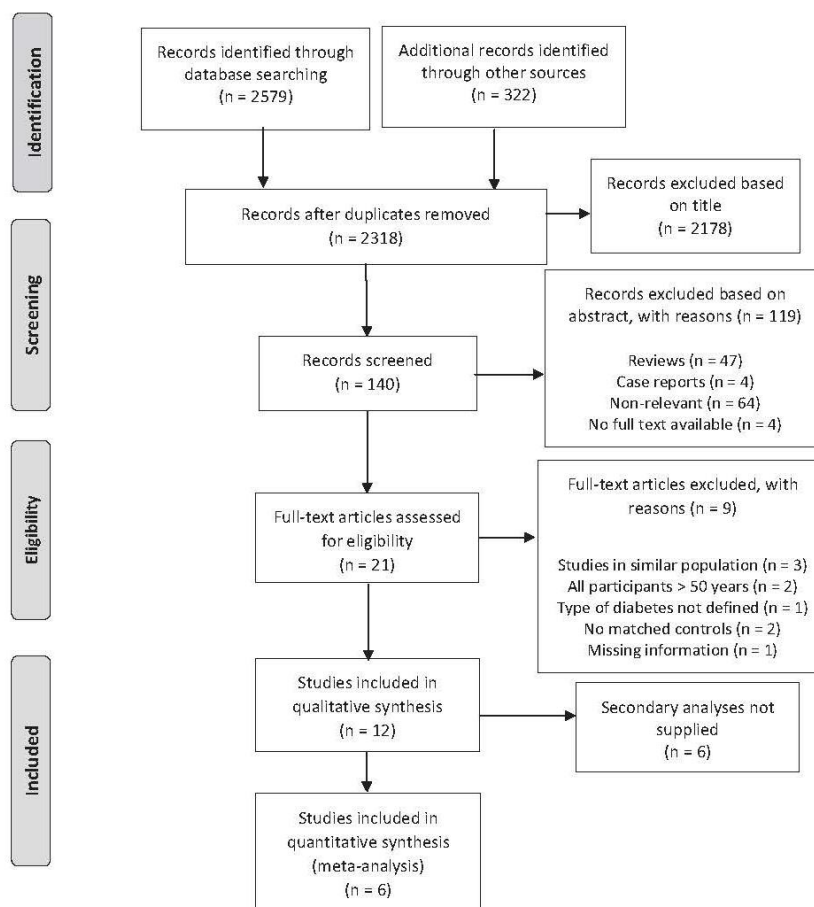 Identification
Records identified through
database searching
(n = 2579)
Additional records identified
through other sources
(n = 322)
Records after duplicates removed
(n = 2318)
Records excluded based on
title
(n = 2178)
Screening
Records screened
(n = 140)
Records excluded based on
abstract, with reasons (n = 119)
Reviews (n = 47)
Case reports (n = 4)
Non-relevant (n = 64)
No full text available (n = 4)
Eligibility
Full-text articles assessed
for eligibility
(n = 21)
Full-text articles excluded, with
reasons (n = 9)
Studies in similar population (n = 3)
All participants > 50 years (n = 2)
Type of diabetes not defined (n = 1)
No matched controls (n = 2)
Missing information (n = 1)
Included
Studies included in
qualitative synthesis
(n = 12)
Secondary analyses not
supplied
(n = 6)
Studies included in
quantitative synthesis
(meta-analysis)
(n = 6)